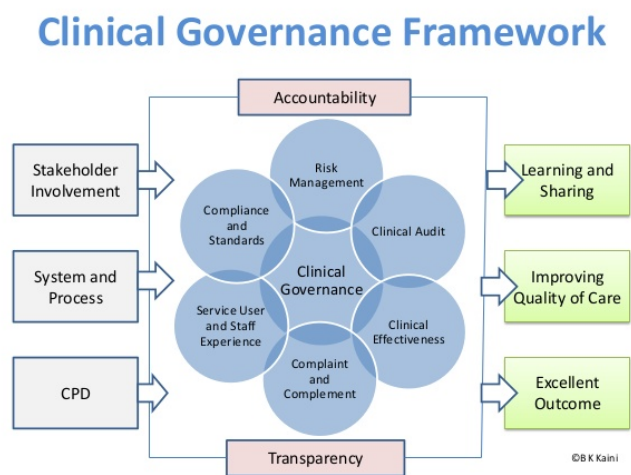 Clinical Governance Framework
Accountability
Stakeholder
Involvement
System and
Process
CPD
Risk
Management
Compliance
and
Standards
Clinical Audit
Clinical
Governance
Service User
and Staff
Experience
Clinical
Effectiveness
Complaint
and
Complement
Learning and
Sharing
Improving
Quality of Care
Excellent
Outcome
Transparency
©B K Kaini